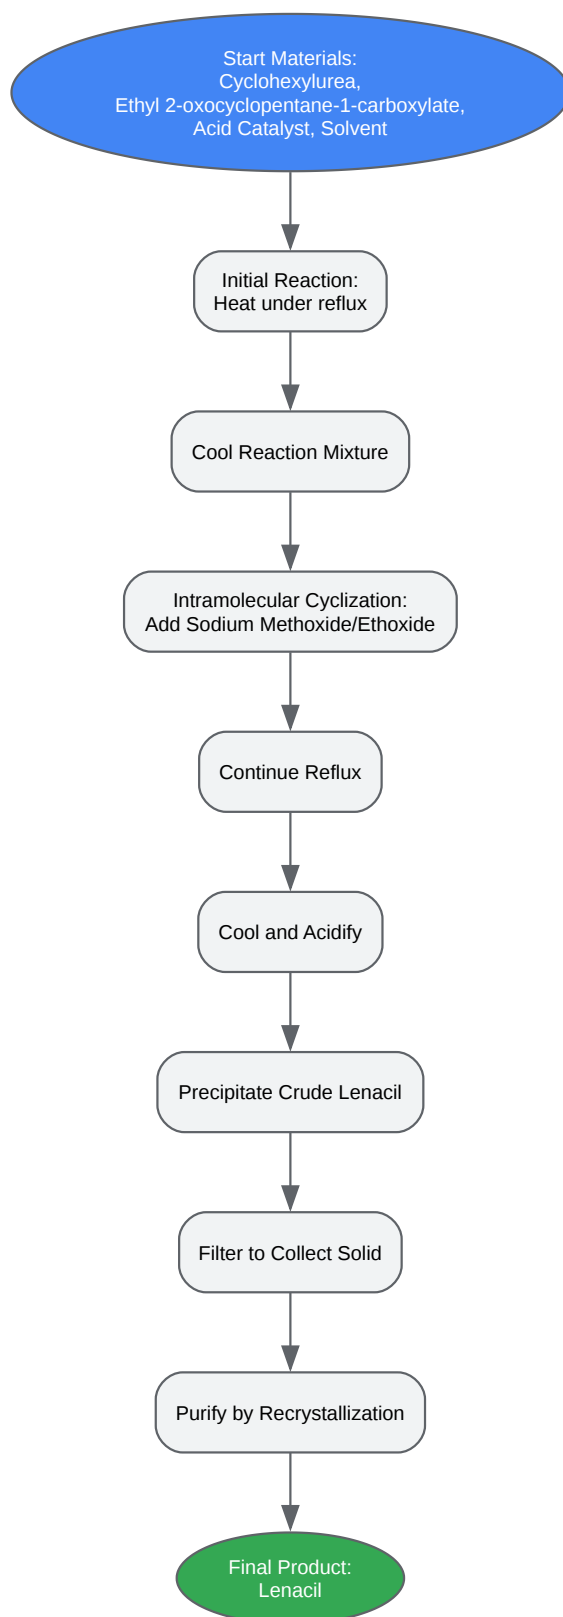 Start Materials:
Cyclohexylurea,
Ethyl 2-oxocyclopentane-1-carboxylate,
Acid Catalyst, Solvent
Initial Reaction:
Heat under reflux
Cool Reaction Mixture
Intramolecular Cyclization:
Add Sodium Methoxide/Ethoxide
Continue Reflux
Cool and Acidify
Precipitate Crude Lenacil
Filter to Collect Solid
Purify by Recrystallization
Final Product:
Lenacil